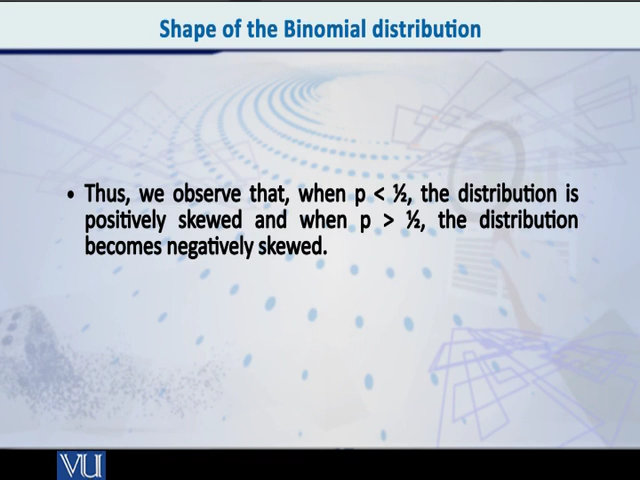 Shape of the Binomial distribution
• Thus, we observe that, when p < ½, the distribution is
positively skewed and when p > ½, the distribution
becomes negatively skewed.
VU